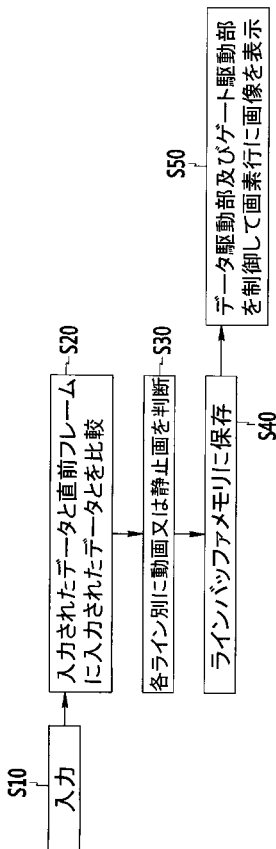 S10
入力
S20
入力されたデータと直前フレーム
に入力されたデータとを比較
S30
各ライン別に動画又は静止画を判断
S40
ラインバッファメモリに保存
S50
データ駆動部及びゲート駆動部
を制御して画素行に画像を表示